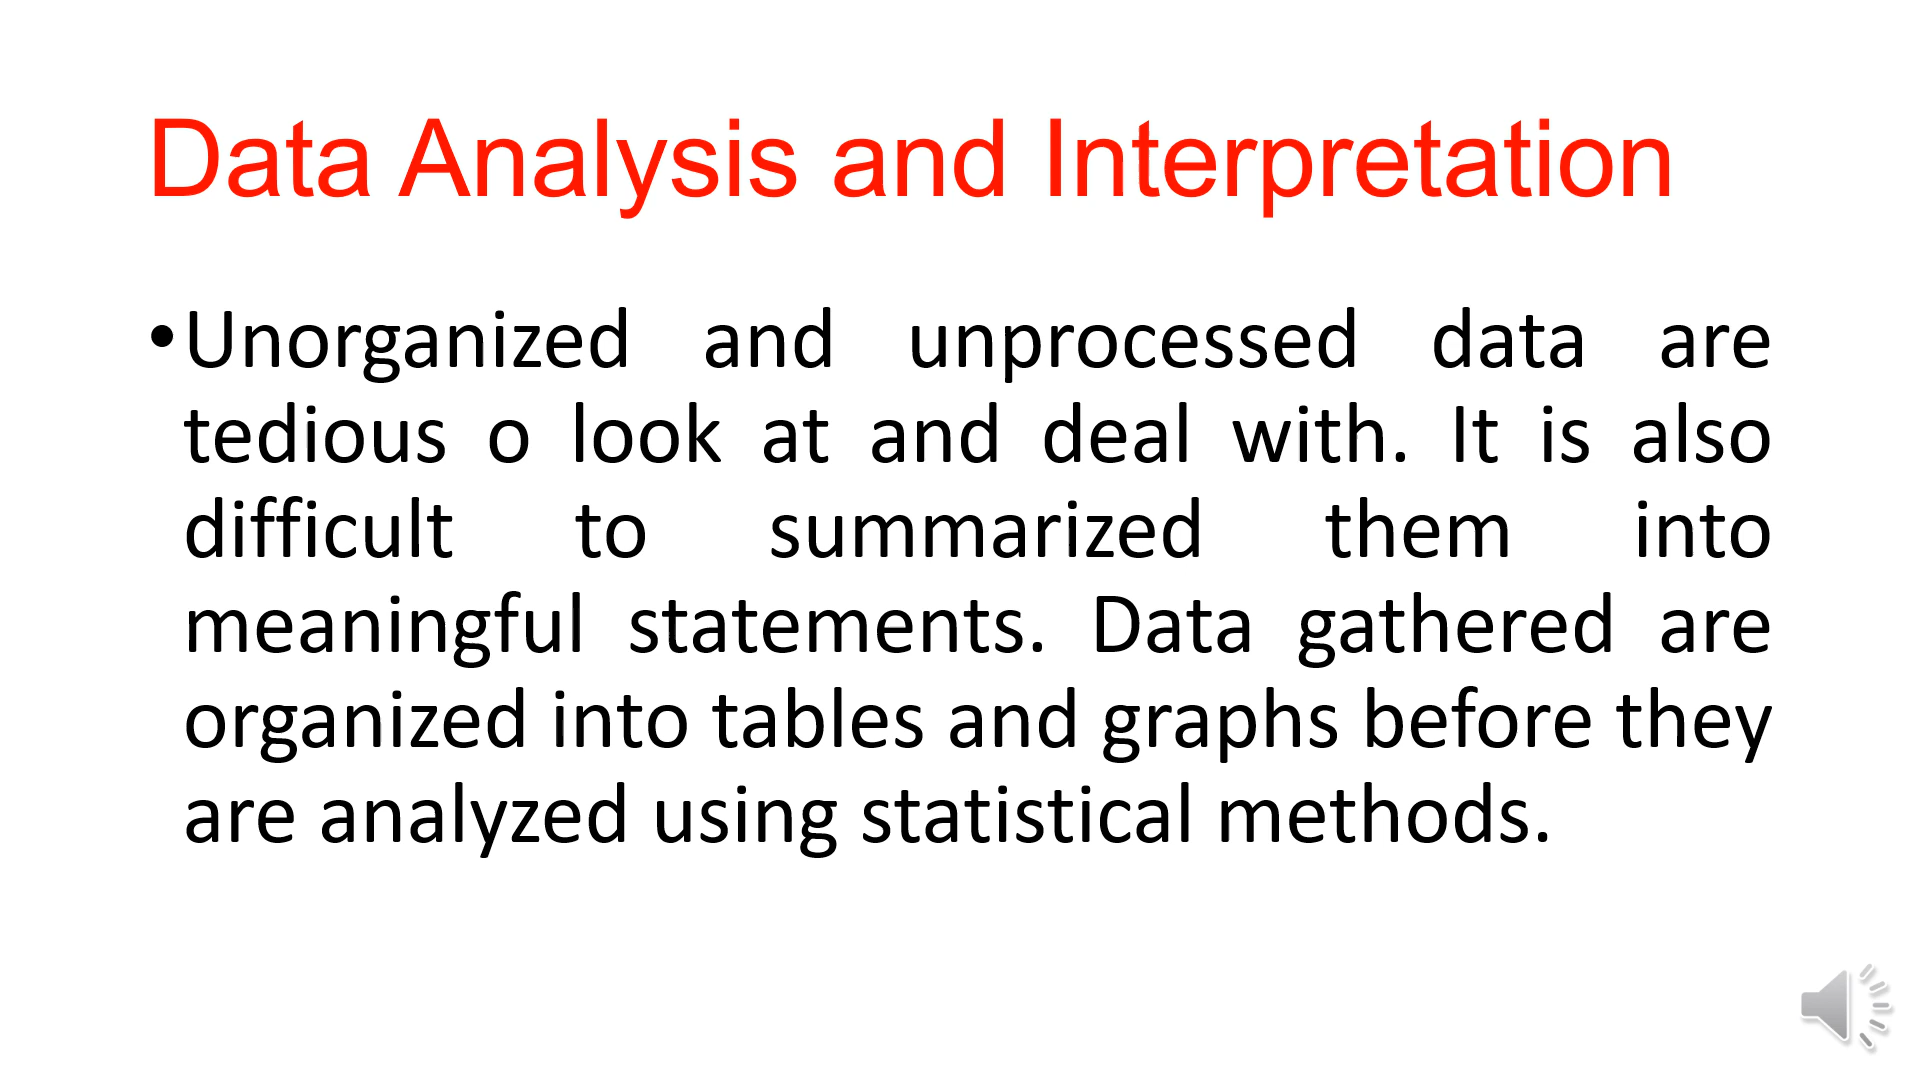 Data Analysis and Interpretation
•Unorganized and unprocessed data are
tedious o look at and deal with. It is also
difficult to summarized them into
meaningful statements. Data gathered are
organized into tables and graphs before they
are analyzed using statistical methods.